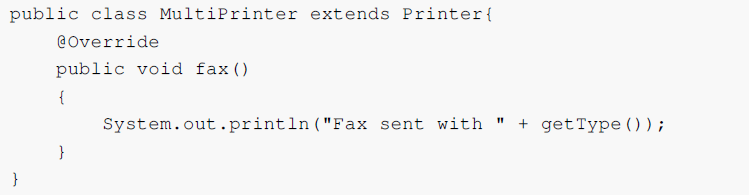 public class MultiPrinter extends Printer{
    @Override
    public void fax()
    {
        System.out.println("Fax sent with " + getType());
    }
}